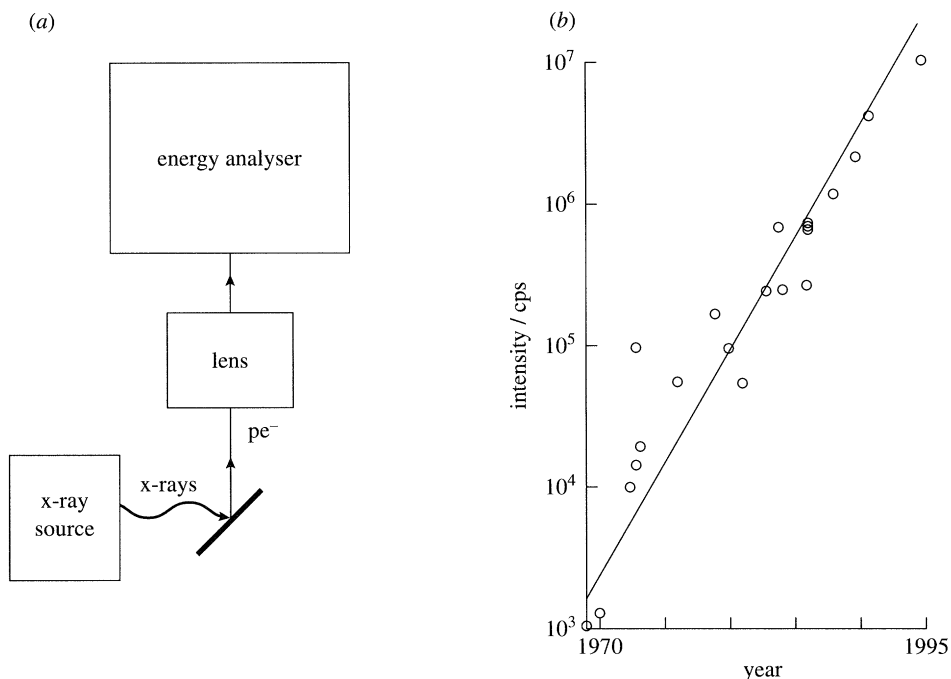 (a)
energy analyser
lens
pe⁻
x-rays
x-ray
source
(b)
10⁷
10⁶
10⁵
10⁴
10³
intensity / cps
1970
1995
year